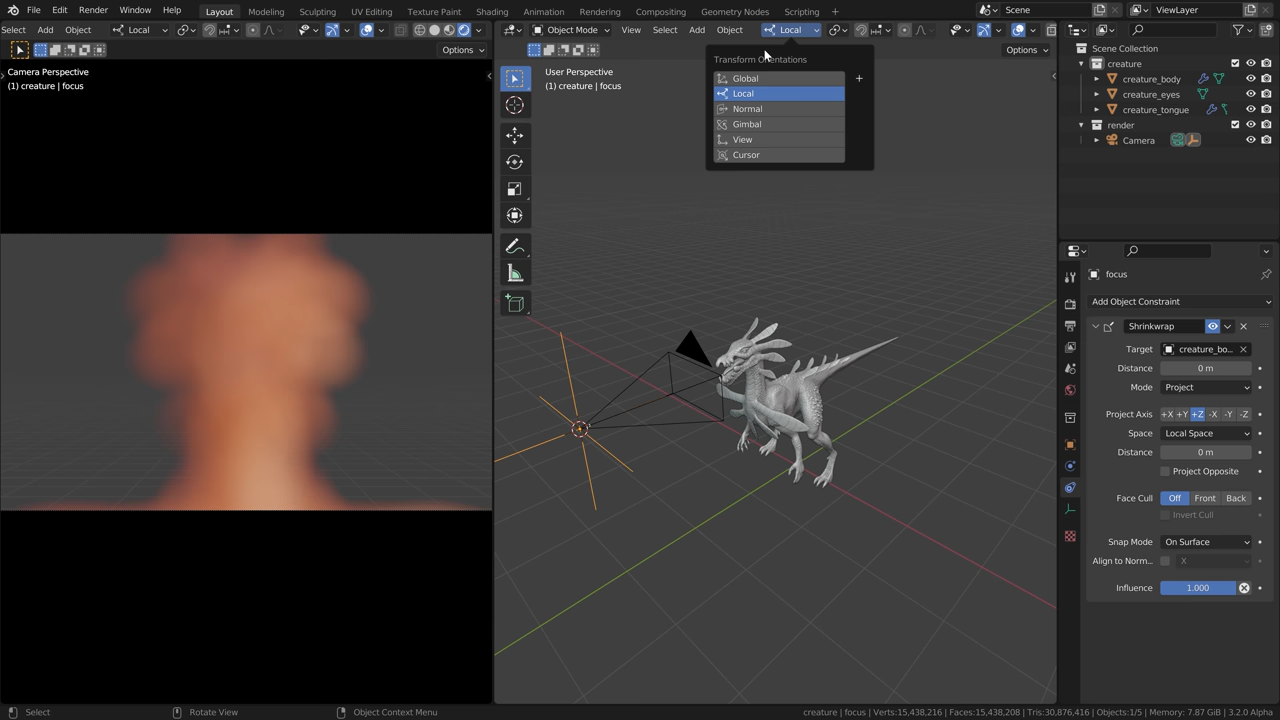 File Edit Render Window Help Layout Modeling Sculpting UV Editing Texture Paint Shading Animation Rendering Compositing Geometry Nodes Scripting + Scene ViewLayer
Select Add Object Local Object Mode View Select Add Object Local
Options Options
Camera Perspective
(1) creature | focus
User Perspective
(1) creature | focus
Transform Orientations
Global
Local
Normal
Gimbal
View
Cursor
Scene Collection
creature
creature_body
creature_eyes
creature_tongue
render
Camera
focus
Add Object Constraint
Shrinkwrap
Target creature_bo...
Distance 0 m
Mode Project
Project Axis +X +Y +Z -X -Y -Z
Space Local Space
Distance 0 m
Project Opposite
Face Cull Off Front Back
Invert Cull
Snap Mode On Surface
Align to Norm... X
Influence 1.000
Select Rotate View Object Context Menu creature | focus | Verts:15,438,216 | Faces:15,438,208 | Tris:30,876,416 | Objects:1/5 | Memory: 7.87 GiB | 3.2.0 Alpha